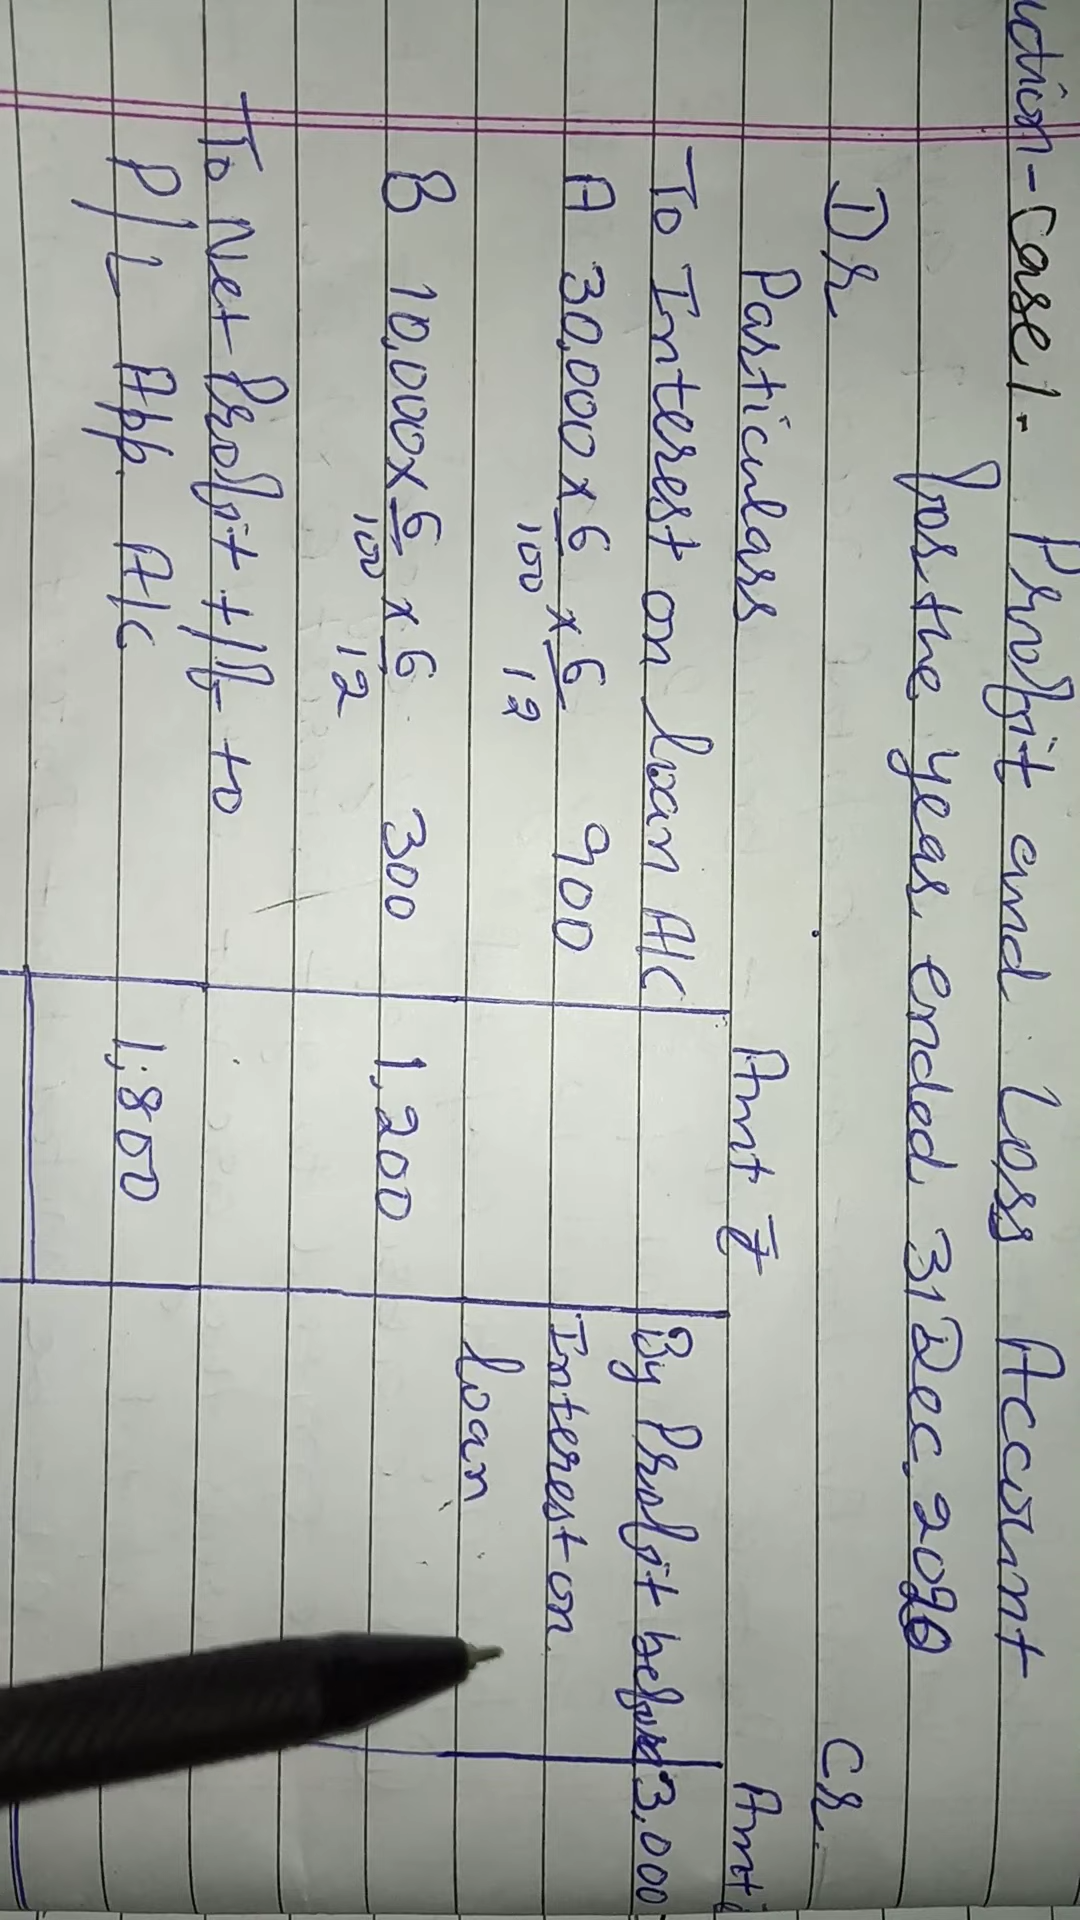 uction-Case 1. Profit and Loss Account
for the year ended 31 Dec. 2020
Dr Cr.
Particulars Amt ₹ Amt
To Interest on loan A/c By Profit before 3,000
A 30,000 x 6/100 x 6/12 900 Interest on
loan
B 10,000 x 6/100 x 6/12 300 1,200
To Net Profit t/f to
P/L App. A/c 1,800